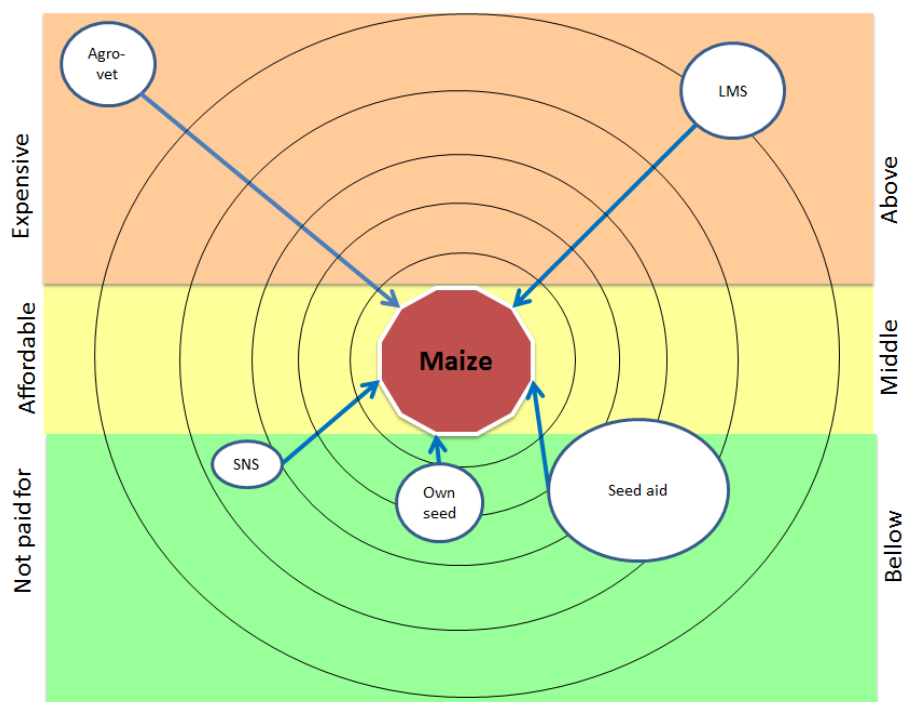 Agro-
vet
LMS
Expensive
Above
Affordable
Maize
Middle
SNS
Own
seed
Seed aid
Not paid for
Bellow